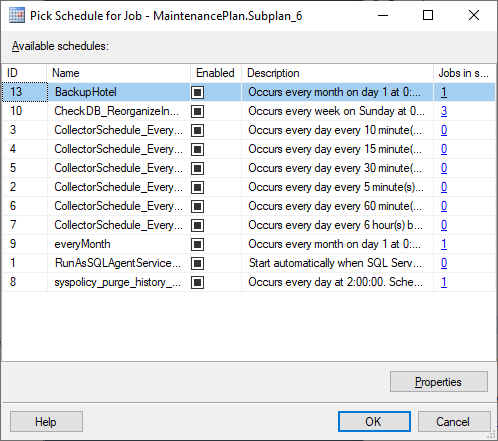 Pick Schedule for Job - MaintenancePlan.Subplan_6
Available schedules:
ID Name Enabled Description Jobs in s...
13 BackupHotel Occurs every month on day 1 at 0:... 1
10 CheckDB_ReorganizeIn... Occurs every week on Sunday at 0... 3
3 CollectorSchedule_Every... Occurs every day every 10 minute(... 0
4 CollectorSchedule_Every... Occurs every day every 15 minute(... 0
5 CollectorSchedule_Every... Occurs every day every 30 minute(... 0
2 CollectorSchedule_Every... Occurs every day every 5 minute(s)... 0
6 CollectorSchedule_Every... Occurs every day every 60 minute(... 0
7 CollectorSchedule_Every... Occurs every day every 6 hour(s) b... 0
9 everyMonth Occurs every month on day 1 at 0:... 1
1 RunAsSQLAgentService... Start automatically when SQL Serv... 0
8 syspolicy_purge_history_... Occurs every day at 2:00:00. Sche... 1
Properties
Help OK Cancel